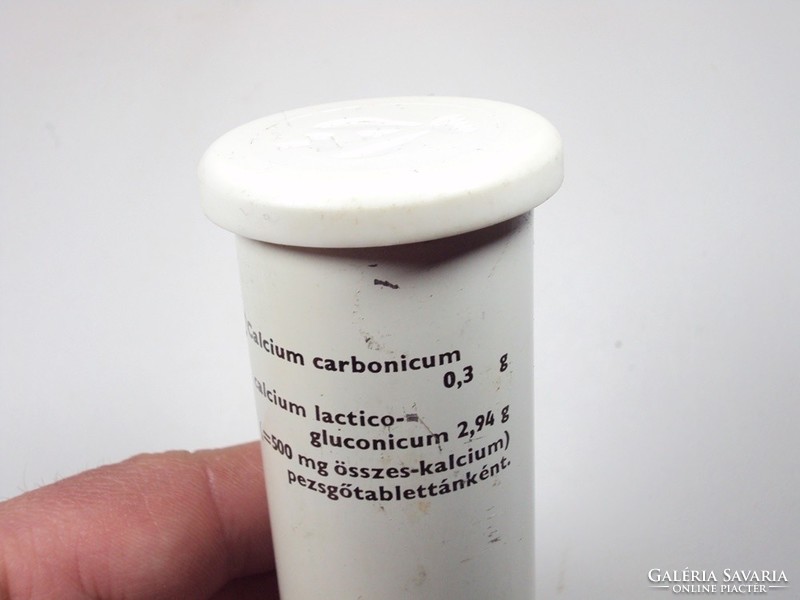 Calcium carbonicum
0,3 g
calcium lactico-=
gluconicum 2,94 g
(=500 mg összes-kalcium)
pezsgőtablettánként.
GALÉRIA SAVARIA
ONLINE PIACTÉR